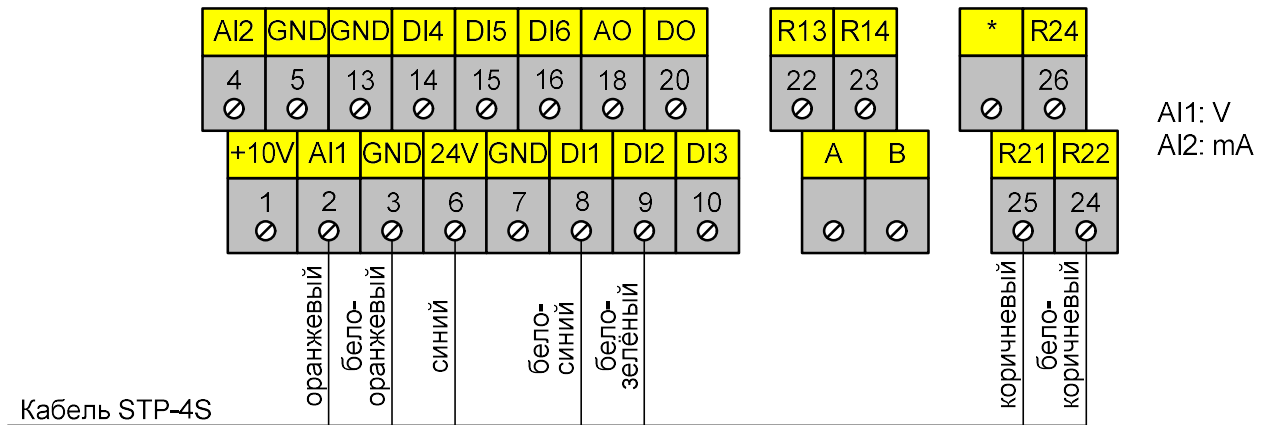 AI2 GND GND DI4 DI5 DI6 AO DO R13 R14 * R24
4 5 13 14 15 16 18 20 22 23 26
AI1: V
AI2: mA
+10V AI1 GND 24V GND DI1 DI2 DI3 A B R21 R22
1 2 3 6 7 8 9 10 25 24
оранжевый
бело-
оранжевый
синий
бело-
синий
бело-
зелёный
коричневый
бело-
коричневый
Кабель STP-4S